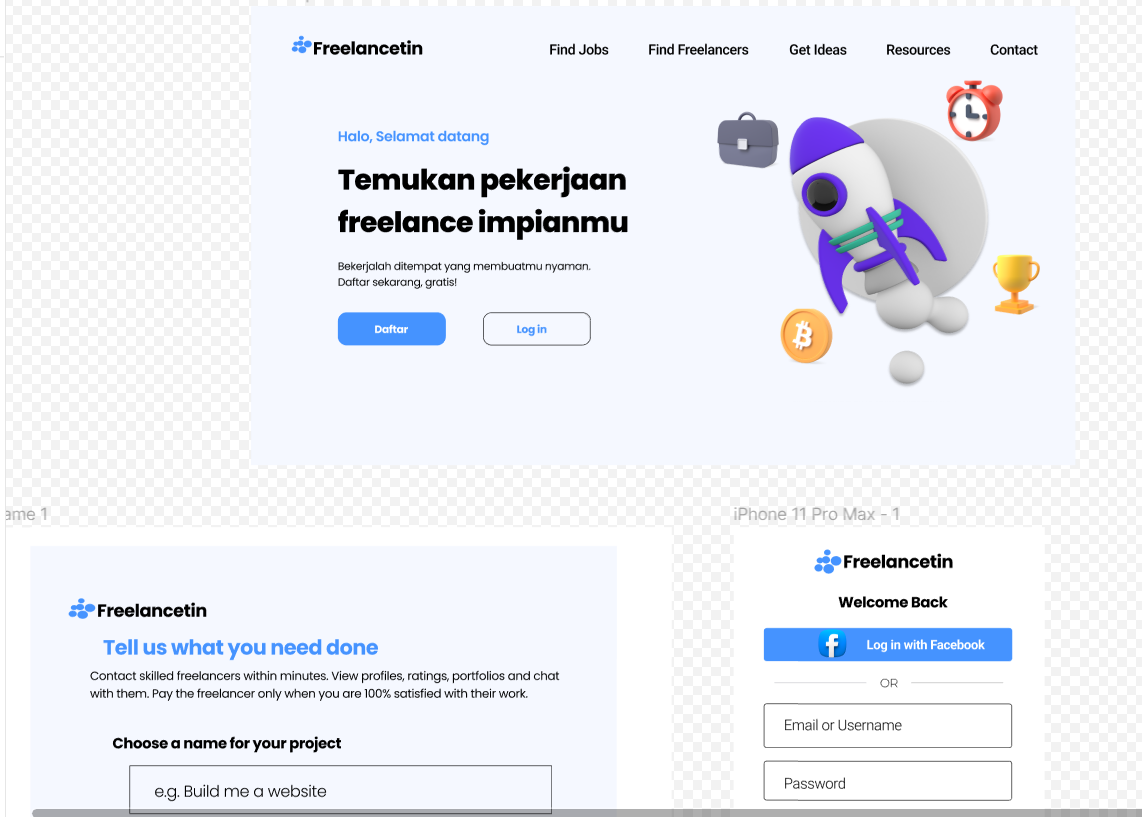 Freelancetin
Find Jobs
Find Freelancers
Get Ideas
Resources
Contact
Halo, Selamat datang
Temukan pekerjaan
freelance impianmu
Bekerjalah ditempat yang membuatmu nyaman.
Daftar sekarang, gratis!
Daftar
Log in
ame 1
Freelancetin
Tell us what you need done
Contact skilled freelancers within minutes. View profiles, ratings, portfolios and chat
with them. Pay the freelancer only when you are 100% satisfied with their work.
Choose a name for your project
e.g. Build me a website
iPhone 11 Pro Max - 1
Freelancetin
Welcome Back
Log in with Facebook
OR
Email or Username
Password